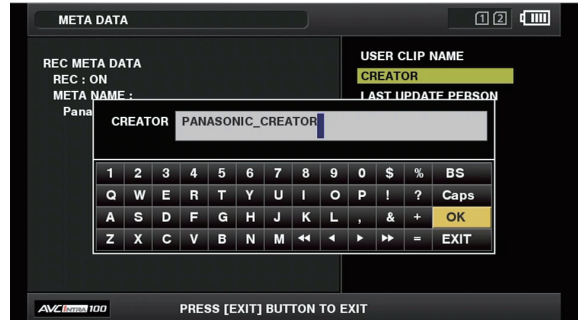 META DATA
1 2
REC META DATA
REC : ON
META NAME :
Pana
USER CLIP NAME
CREATOR
LAST UPDATE PERSON
CREATOR PANASONIC_CREATOR
1 2 3 4 5 6 7 8 9 0 $ % BS
Q W E R T Y U I O P ! ? Caps
A S D F G H J K L , & + OK
Z X C V B N M ◀◀ ◀ ▶ ▶▶ = EXIT
AVC INTRA 100
PRESS [EXIT] BUTTON TO EXIT